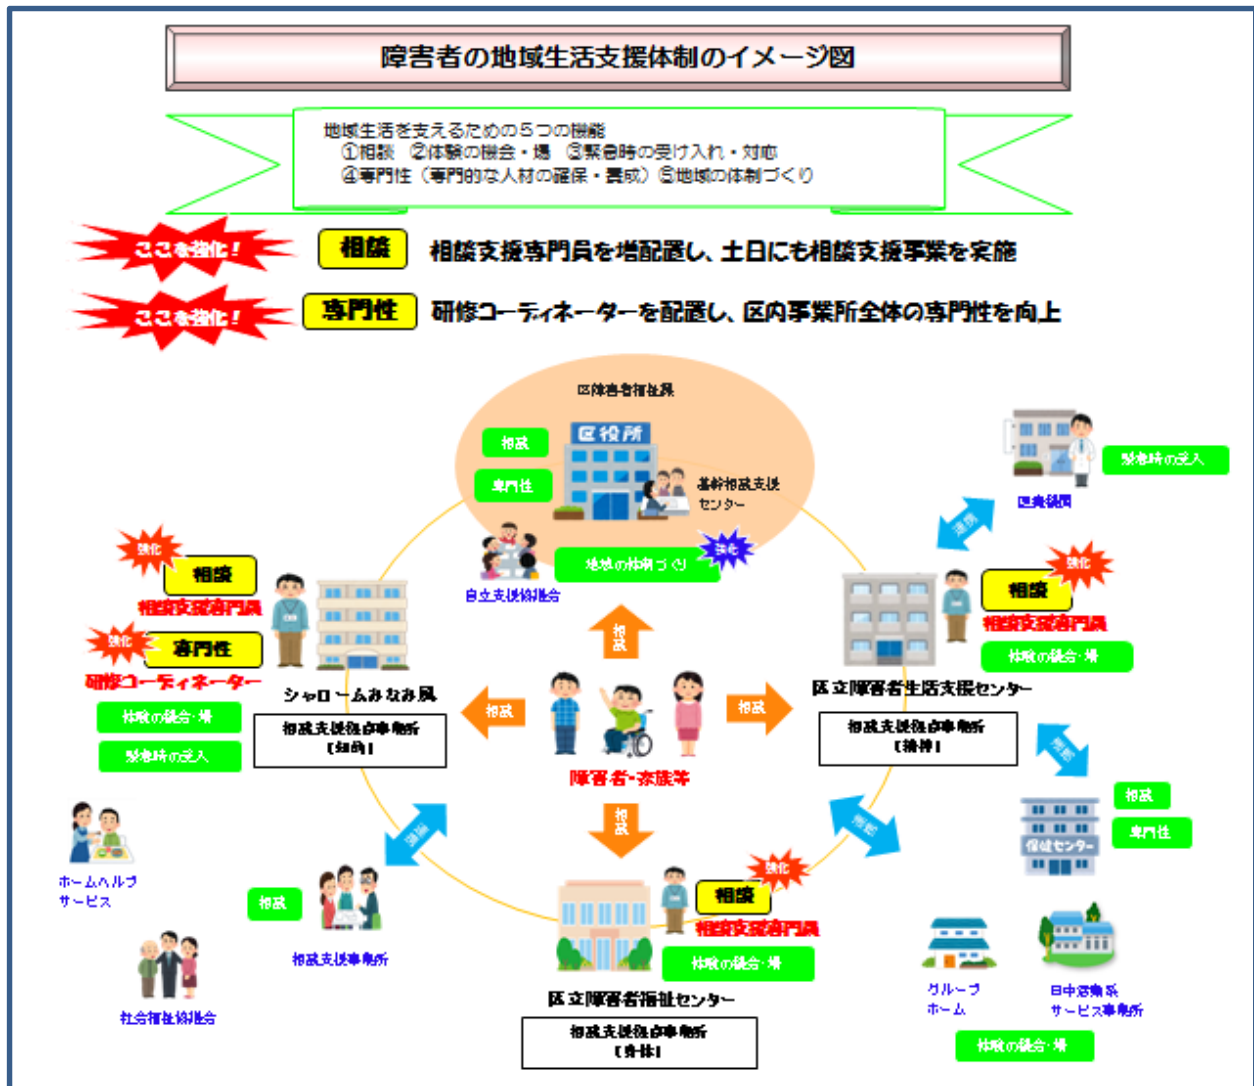 障害者の地域生活支援体制のイメージ図
地域生活を支えるための5つの機能
①相談 ②体験の機会・場 ③緊急時の受け入れ・対応
④専門性（専門的な人材の確保・養成）⑤地域の体制づくり
ここを強化！
相談
相談支援専門員を増配置し、土日にも相談支援事業を実施
ここを強化！
専門性
研修コーディネーターを配置し、区内事業所全体の専門性を向上
区障害者福祉課
区役所
相談
専門性
基幹相談支援
センター
地域の体制づくり
強化
自立支援協議会
緊急時の受入
医療機関
連携
強化
相談
相談支援専門員
強化
専門性
研修コーディネーター
体験の機会・場
緊急時の受入
シャロームみなみ風
相談支援拠点事業所
【知的】
強化
相談
相談支援専門員
体験の機会・場
区立障害者生活支援センター
相談支援拠点事業所
【精神】
相談
相談
相談
相談
障害者・家族等
連携
連携
連携
相談
専門性
保健センター
ホームヘルプ
サービス
相談
相談支援事業所
社会福祉協議会
強化
相談
相談支援専門員
体験の機会・場
区立障害者福祉センター
相談支援拠点事業所
【身体】
グループ
ホーム
日中活動系
サービス事業所
体験の機会・場